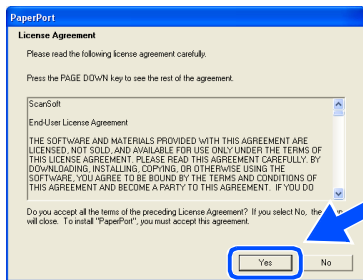 PaperPort
License Agreement
Please read the following license agreement carefully.
Press the PAGE DOWN key to see the rest of the agreement.
ScanSoft
End-User License Agreement
THE SOFTWARE AND MATERIALS PROVIDED WITH THIS AGREEMENT ARE
LICENSED, NOT SOLD, AND AVAILABLE FOR USE ONLY UNDER THE TERMS OF
THIS LICENSE AGREEMENT. PLEASE READ THIS AGREEMENT CAREFULLY. BY
DOWNLOADING, INSTALLING, COPYING, OR OTHERWISE USING THE
SOFTWARE, YOU AGREE TO BE BOUND BY THE TERMS AND CONDITIONS OF
THIS AGREEMENT AND BECOME A PARTY TO THIS AGREEMENT. IF YOU DO
Do you accept all the terms of the preceding License Agreement? If you select No, the
will close. To install "PaperPort", you must accept this agreement.
Yes
No